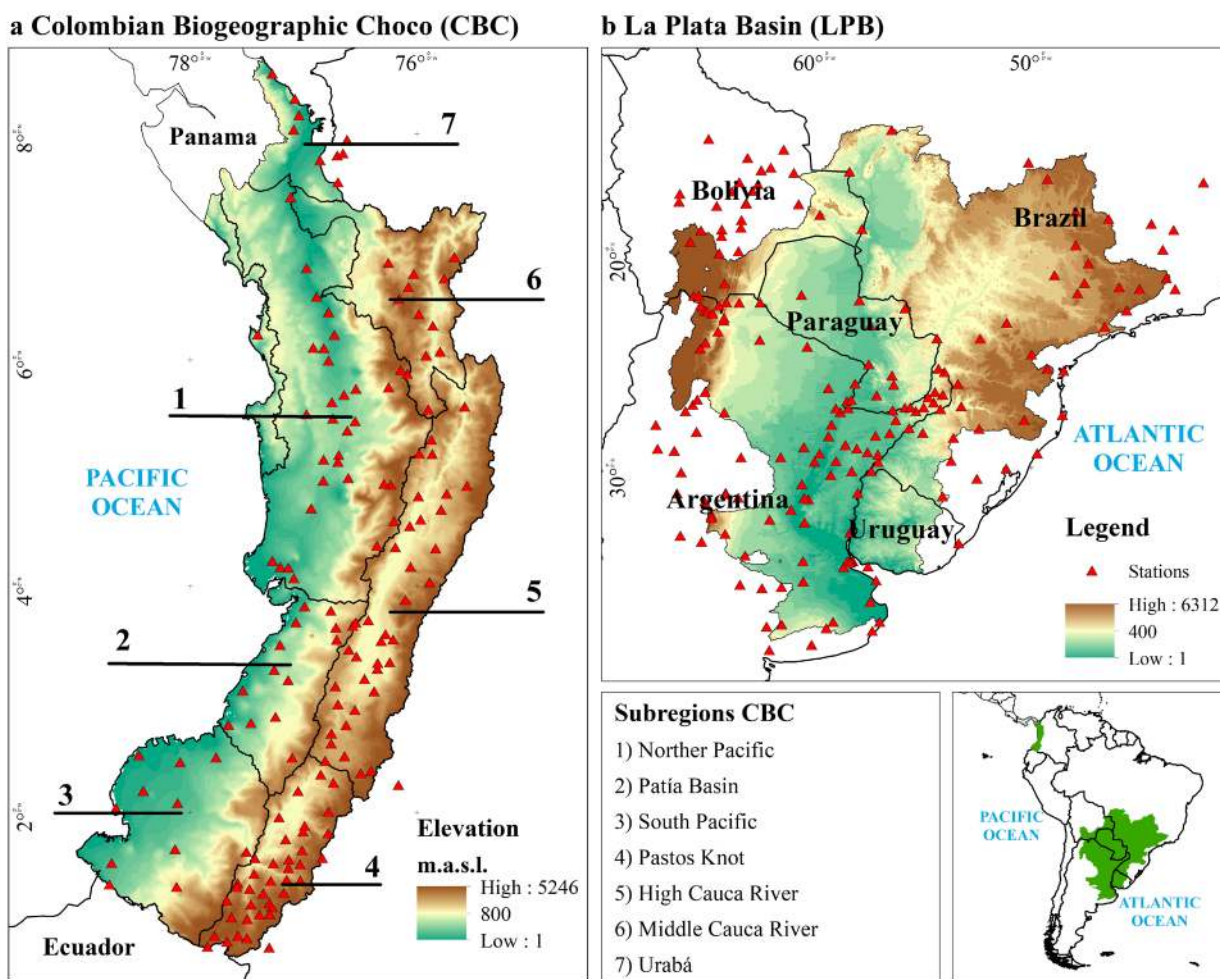 a Colombian Biogeographic Choco (CBC)
78°
76°
8°
6°
4°
2°
Panama
7
6
1
PACIFIC
OCEAN
5
2
3
4
Ecuador
Elevation
m.a.s.l.
High : 5246
800
Low : 1
b La Plata Basin (LPB)
60°
50°
20°
30°
Bolivia
Brazil
Paraguay
ATLANTIC
OCEAN
Argentina
Uruguay
Legend
Stations
High : 6312
400
Low : 1
Subregions CBC
1) Norther Pacific
2) Patía Basin
3) South Pacific
4) Pastos Knot
5) High Cauca River
6) Middle Cauca River
7) Urabá
PACIFIC
OCEAN
ATLANTIC
OCEAN